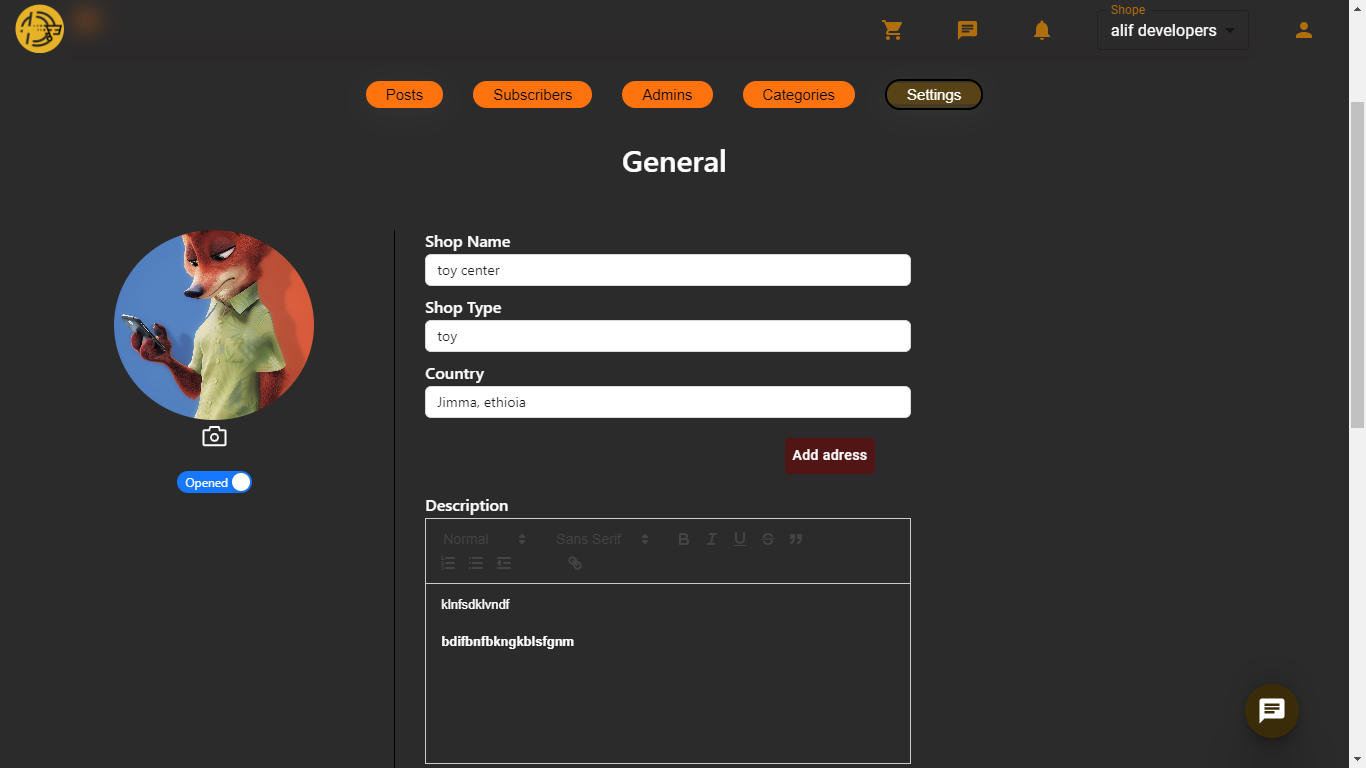 Shope
alif developers
Posts Subscribers Admins Categories Settings
General
Shop Name
toy center
Shop Type
toy
Country
Jimma, ethioia
Add adress
Opened
Description
Normal Sans Serif B I U S
klnfsdklvndf
bdifbnfbkngkblsfgnm